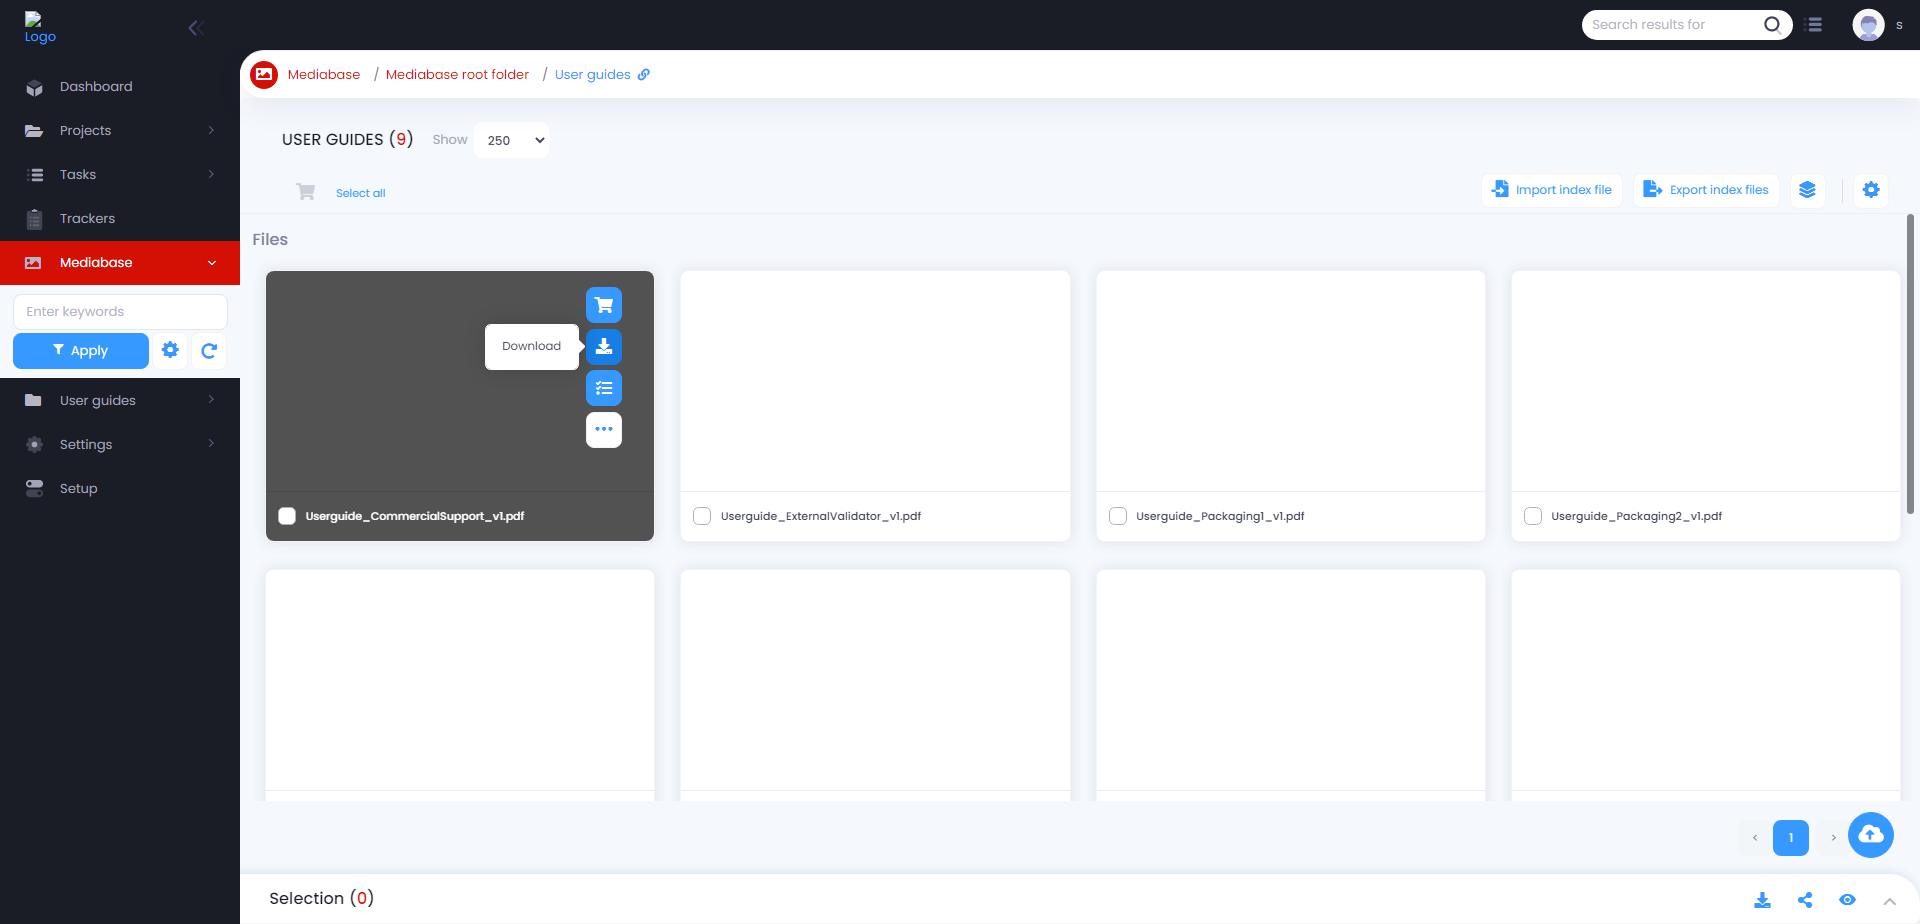 Logo
Search results for
s
Dashboard
Projects
Tasks
Trackers
Mediabase
Enter keywords
Apply
User guides
Settings
Setup
Mediabase / Mediabase root folder / User guides
USER GUIDES (9) Show 250
Select all
Import index file
Export index files
Files
Download
Userguide_CommercialSupport_v1.pdf
Userguide_ExternalValidator_v1.pdf
Userguide_Packaging1_v1.pdf
Userguide_Packaging2_v1.pdf
‹ 1 ›
Selection (0)